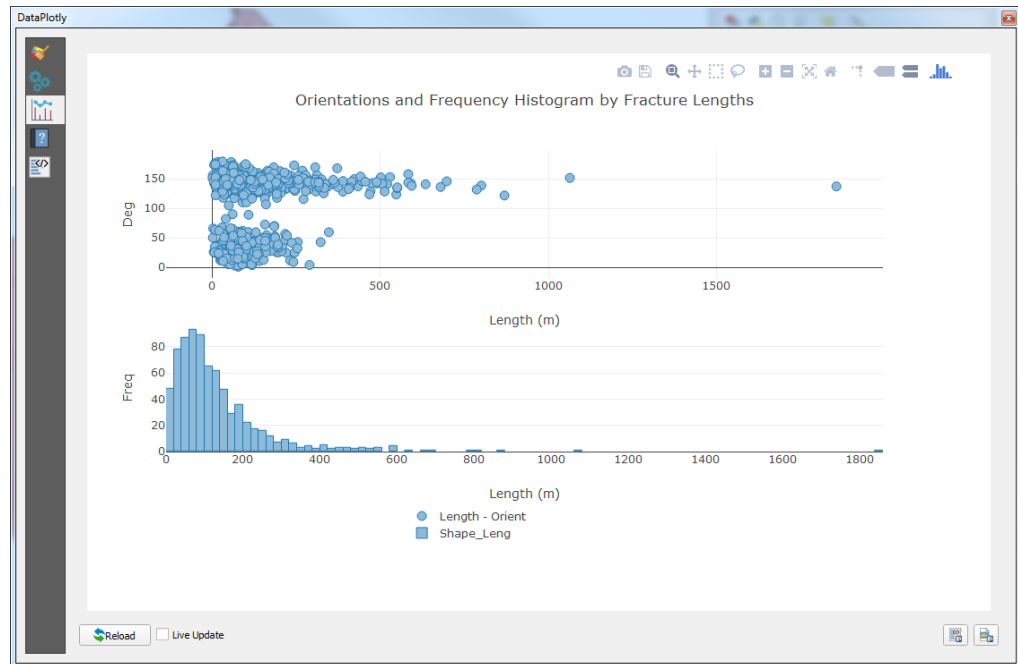 DataPlotly
Orientations and Frequency Histogram by Fracture Lengths
150
100
50
0
Deg
0 500 1000 1500
Length (m)
80
60
40
20
0
Freq
0 200 400 600 800 1000 1200 1400 1600 1800
Length (m)
Length - Orient
Shape_Leng
Reload Live Update